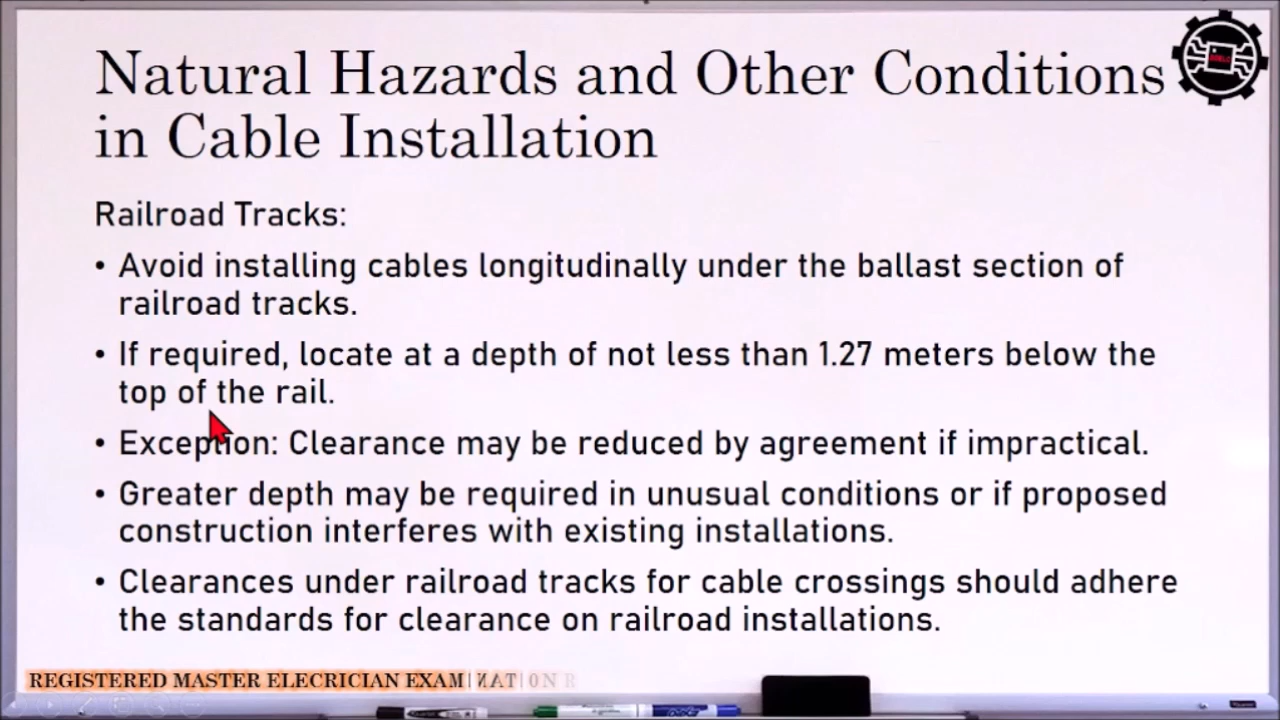 Natural Hazards and Other Conditions
in Cable Installation
Railroad Tracks:
• Avoid installing cables longitudinally under the ballast section of
railroad tracks.
• If required, locate at a depth of not less than 1.27 meters below the
top of the rail.
• Exception: Clearance may be reduced by agreement if impractical.
• Greater depth may be required in unusual conditions or if proposed
construction interferes with existing installations.
• Clearances under railroad tracks for cable crossings should adhere
the standards for clearance on railroad installations.
REGISTERED MASTER ELECRICIAN EXAMINATION R